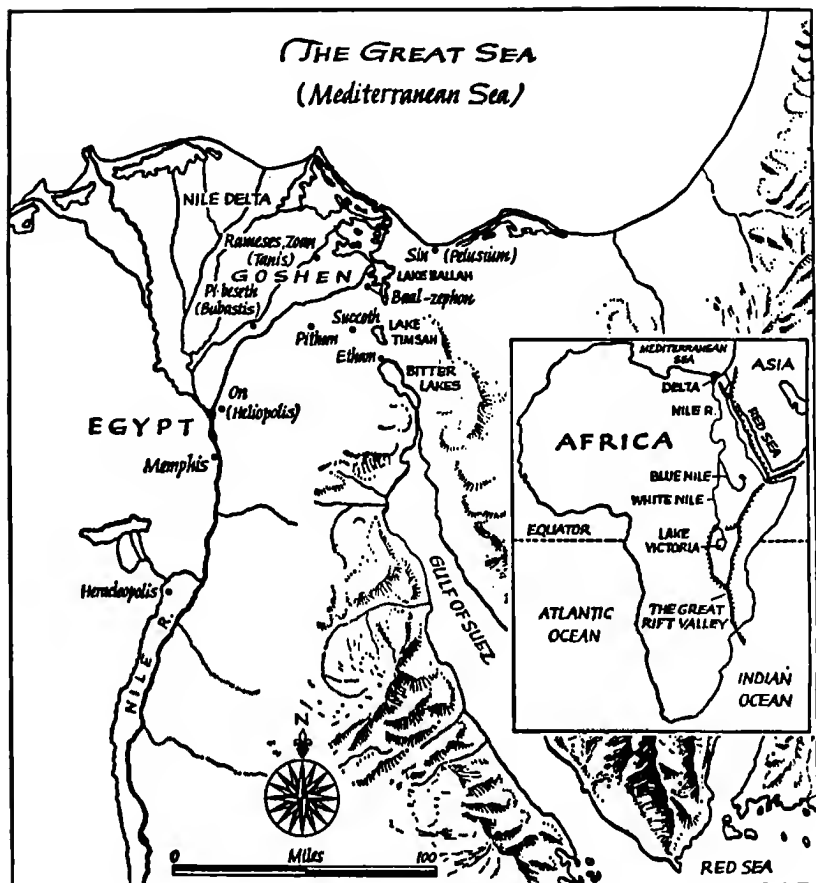 THE GREAT SEA
(Mediterranean Sea)
NILE DELTA
Rameses, Zoan
(Tanis)
Sin (Pelusium)
GOSHEN
LAKE BALLAH
Pi-beseth
(Bubastis)
Baal-zephon
Succoth
Pithom
LAKE
TIMSAH
Etham
BITTER
LAKES
On
(Heliopolis)
EGYPT
Memphis
Heracleopolis
NILE R.
GULF OF SUEZ
N
0 Miles 100
RED SEA
MEDITERRANEAN
SEA
ASIA
DELTA
NILE R.
RED SEA
AFRICA
BLUE NILE
WHITE NILE
EQUATOR
LAKE
VICTORIA
THE GREAT
RIFT VALLEY
ATLANTIC
OCEAN
INDIAN
OCEAN